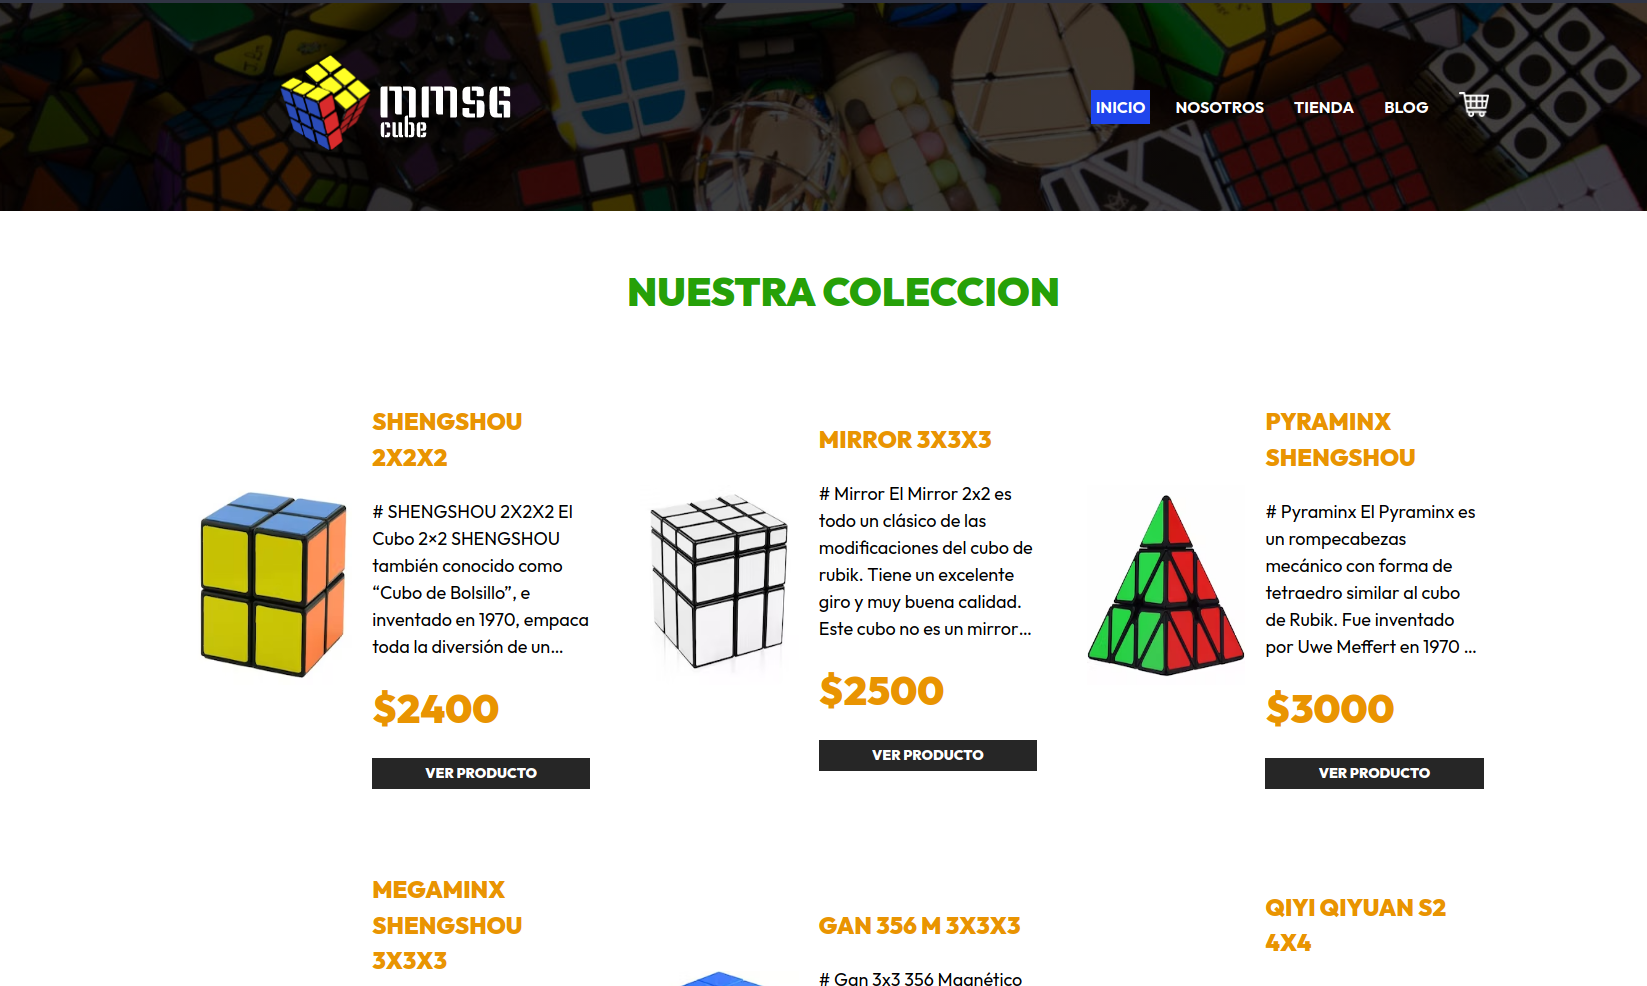 mmsg
cube
INICIO
NOSOTROS
TIENDA
BLOG
NUESTRA COLECCION
SHENGSHOU
2X2X2
# SHENGSHOU 2X2X2 El
Cubo 2×2 SHENGSHOU
también conocido como
“Cubo de Bolsillo”, e
inventado en 1970, empaca
toda la diversión de un...
$2400
VER PRODUCTO
MIRROR 3X3X3
# Mirror El Mirror 2x2 es
todo un clásico de las
modificaciones del cubo de
rubik. Tiene un excelente
giro y muy buena calidad.
Este cubo no es un mirror...
$2500
VER PRODUCTO
PYRAMINX
SHENGSHOU
# Pyraminx El Pyraminx es
un rompecabezas
mecánico con forma de
tetraedro similar al cubo
de Rubik. Fue inventado
por Uwe Meffert en 1970 ...
$3000
VER PRODUCTO
MEGAMINX
SHENGSHOU
3X3X3
GAN 356 M 3X3X3
# Gan 3x3 356 Magnético
QIYI QIYUAN S2
4X4